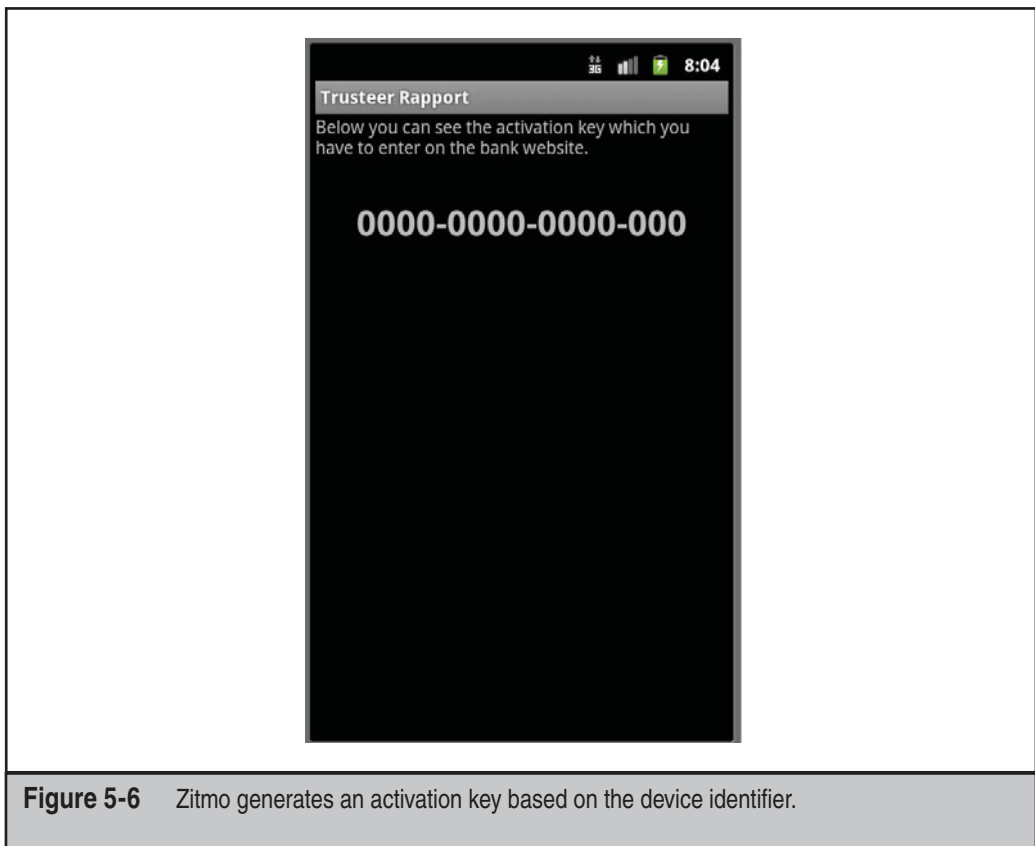 3G 8:04
Trusteer Rapport
Below you can see the activation key which you
have to enter on the bank website.
0000-0000-0000-000
Figure 5-6 Zitmo generates an activation key based on the device identifier.